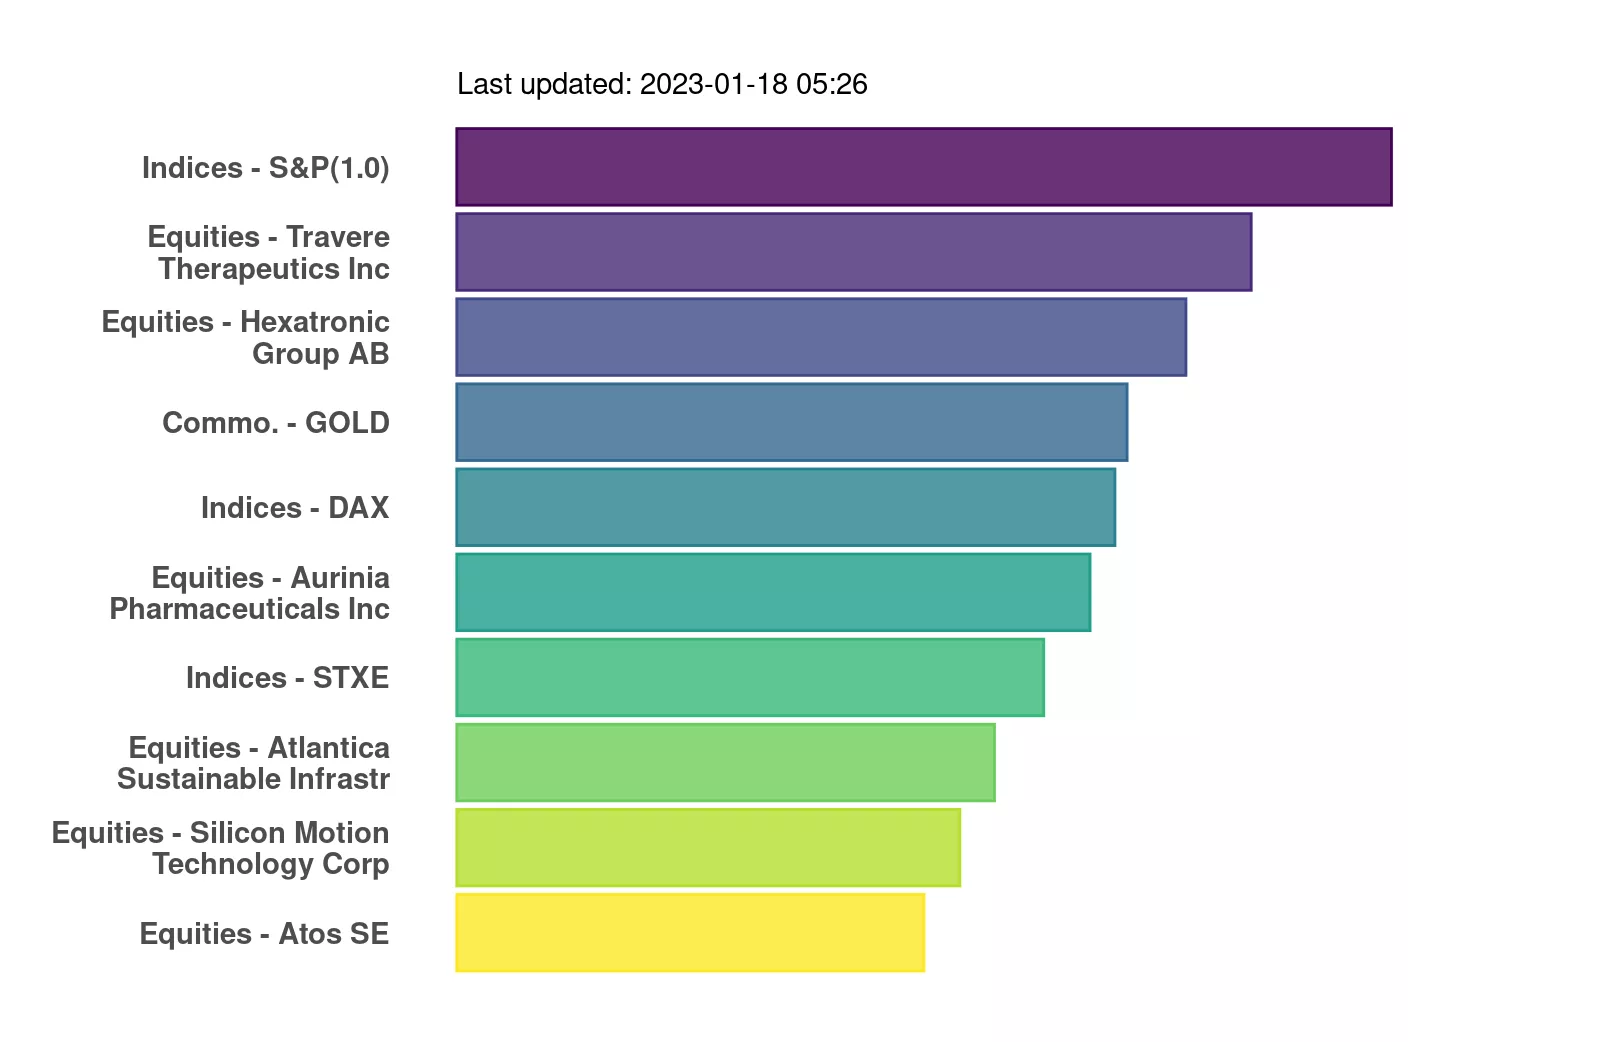 Last updated: 2023-01-18 05:26
Indices - S&P(1.0)
Equities - Travere
Therapeutics Inc
Equities - Hexatronic
Group AB
Commo. - GOLD
Indices - DAX
Equities - Aurinia
Pharmaceuticals Inc
Indices - STXE
Equities - Atlantica
Sustainable Infrastr
Equities - Silicon Motion
Technology Corp
Equities - Atos SE